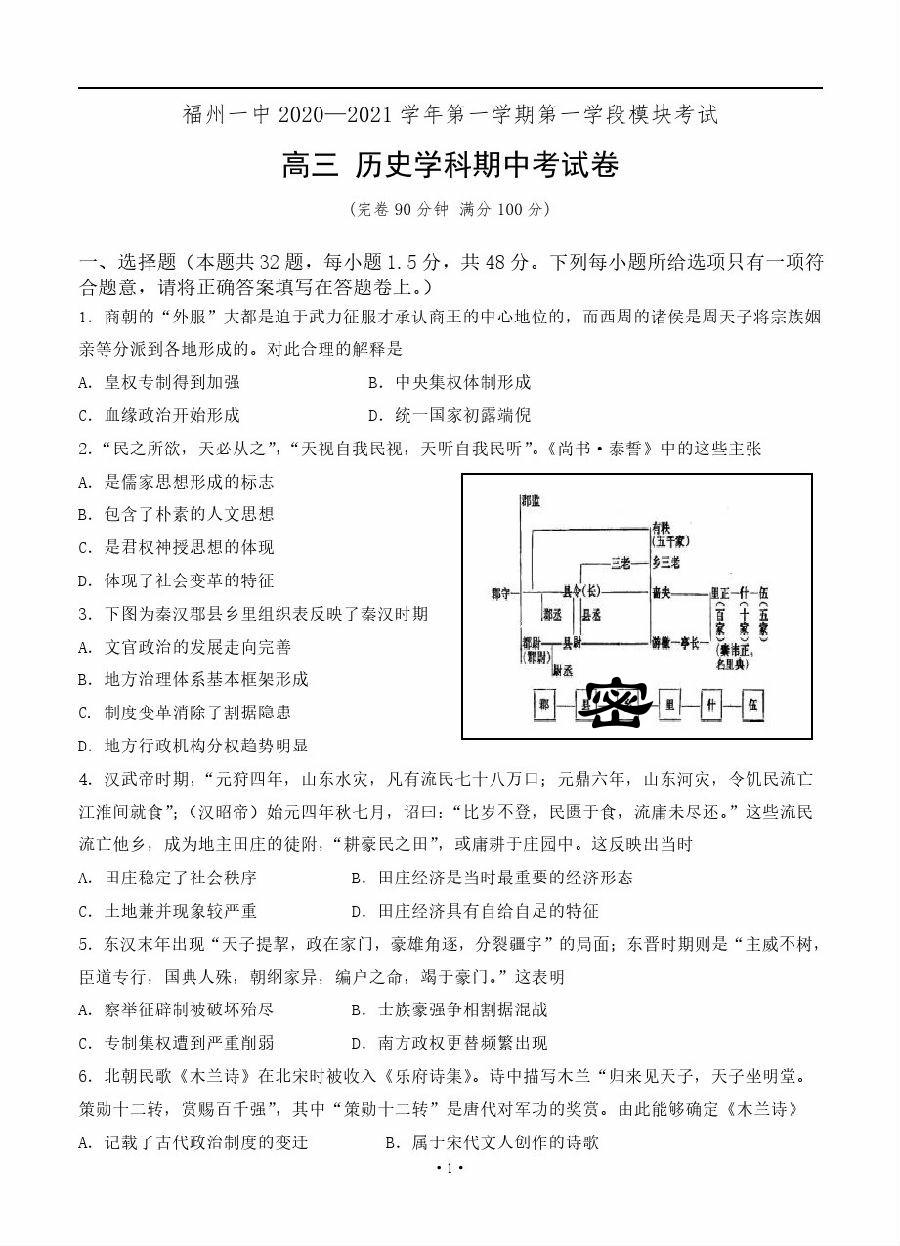 福州一中 2020—2021 学年第一学期第一学段模块考试
高三 历史学科期中考试卷
(完卷 90 分钟 满分 100 分)
一、选择题（本题共 32 题，每小题 1.5 分，共 48 分。下列每小题所给选项只有一项符
合题意，请将正确答案填写在答题卷上。）
1．商朝的“外服”大都是迫于武力征服才承认商王的中心地位的，而西周的诸侯是周天子将宗族姻
亲等分派到各地形成的。对此合理的解释是
A．皇权专制得到加强 B．中央集权体制形成
C．血缘政治开始形成 D．统一国家初露端倪
2．“民之所欲，天必从之”，“天视自我民视，天听自我民听”。《尚书·泰誓》中的这些主张
A．是儒家思想形成的标志
B．包含了朴素的人文思想
C．是君权神授思想的体现
D．体现了社会变革的特征
3．下图为秦汉郡县乡里组织表反映了秦汉时期
A．文官政治的发展走向完善
B．地方治理体系基本框架形成
C．制度变革消除了割据隐患
D．地方行政机构分权趋势明显
郡监
有秩
(五千家)
三老 乡三老
郡守 县令(长) 啬夫 里正 什 伍
(百家) (十家) (五家)
郡丞 县丞
郡尉 县尉 游徼 亭长
(郡尉) (秦讳正，
名里典)
尉丞
郡 县 里 什 伍
密
4．汉武帝时期，“元狩四年，山东水灾，凡有流民七十八万口；元鼎六年，山东河灾，令饥民流亡
江淮间就食”；（汉昭帝）始元四年秋七月，诏曰：“比岁不登，民匮于食，流庸未尽还。”这些流民
流亡他乡，成为地主田庄的徒附，“耕豪民之田”，或庸耕于庄园中。这反映出当时
A．田庄稳定了社会秩序 B．田庄经济是当时最重要的经济形态
C．土地兼并现象较严重 D．田庄经济具有自给自足的特征
5．东汉末年出现“天子提挈，政在家门，豪雄角逐，分裂疆宇”的局面；东晋时期则是“主威不树，
臣道专行，国典人殊，朝纲家异，编户之命，竭于豪门。”这表明
A．察举征辟制被破坏殆尽 B．士族豪强争相割据混战
C．专制集权遭到严重削弱 D．南方政权更替频繁出现
6．北朝民歌《木兰诗》在北宋时被收入《乐府诗集》。诗中描写木兰“归来见天子，天子坐明堂。
策勋十二转，赏赐百千强”，其中“策勋十二转”是唐代对军功的奖赏。由此能够确定《木兰诗》
A．记载了古代政治制度的变迁 B．属于宋代文人创作的诗歌
·1·